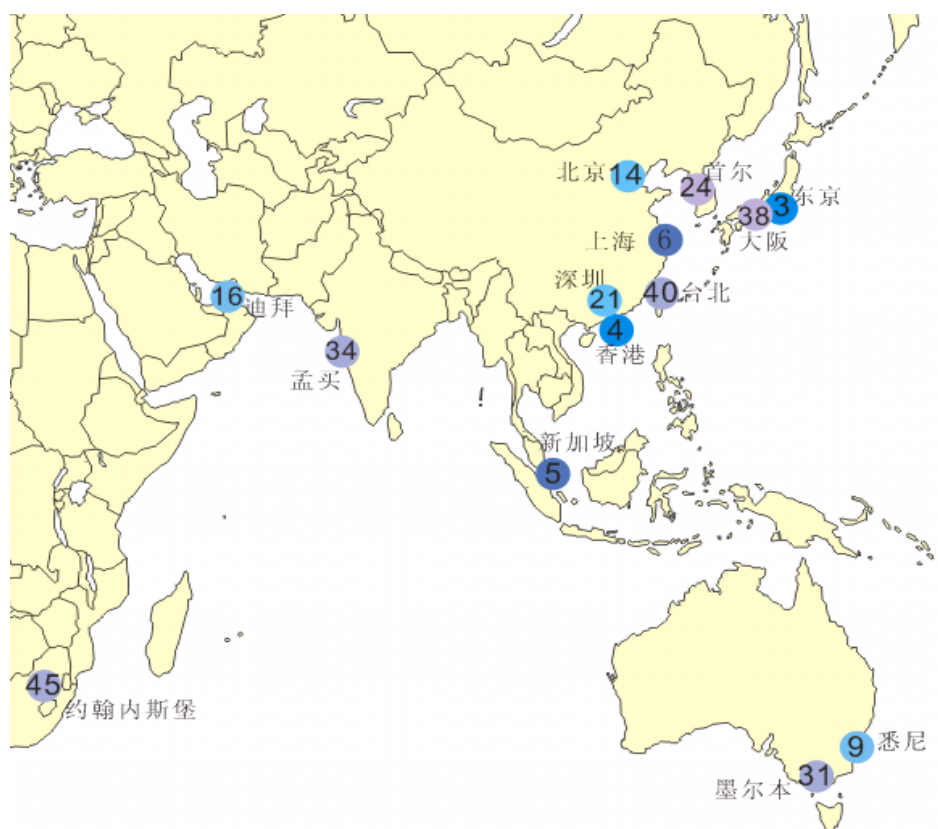 北京 14
24 首尔
3 东京
38
大阪
上海 6
深圳
21
40 台北
16 迪拜
4
香港
34
孟买
新加坡
5
45
约翰内斯堡
9 悉尼
31
墨尔本